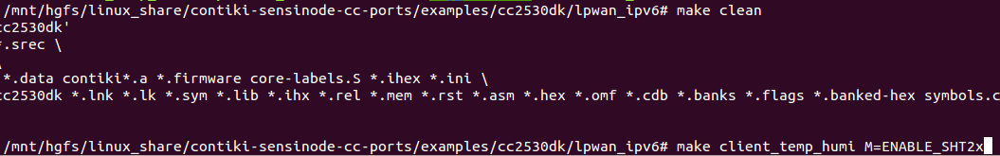 /mnt/hgfs/linux_share/contiki-sensinode-cc-ports/examples/cc2530dk/lpwan_ipv6# make clean
cc2530dk'
*.srec \
\
*.data contiki*.a *.firmware core-labels.S *.ihex *.ini \
cc2530dk *.lnk *.lk *.sym *.lib *.ihx *.rel *.mem *.rst *.asm *.hex *.omf *.cdb *.banks *.flags *.banked-hex symbols.c
/mnt/hgfs/linux_share/contiki-sensinode-cc-ports/examples/cc2530dk/lpwan_ipv6# make client_temp_humi M=ENABLE_SHT2x